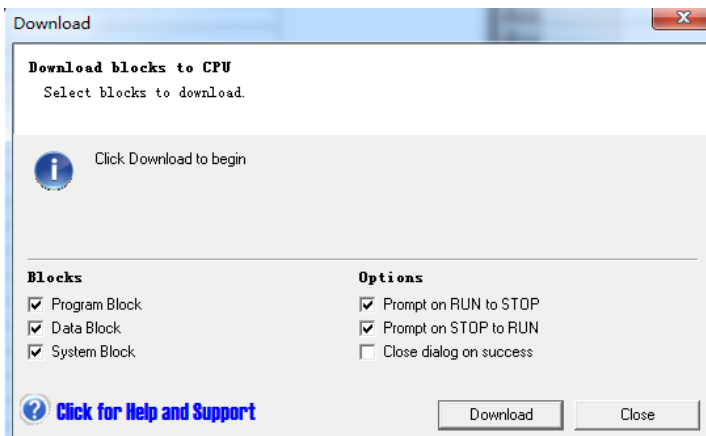 Download
Download blocks to CPU
Select blocks to download.
Click Download to begin
Blocks
Options
Program Block
Prompt on RUN to STOP
Data Block
Prompt on STOP to RUN
System Block
Close dialog on success
Click for Help and Support
Download
Close